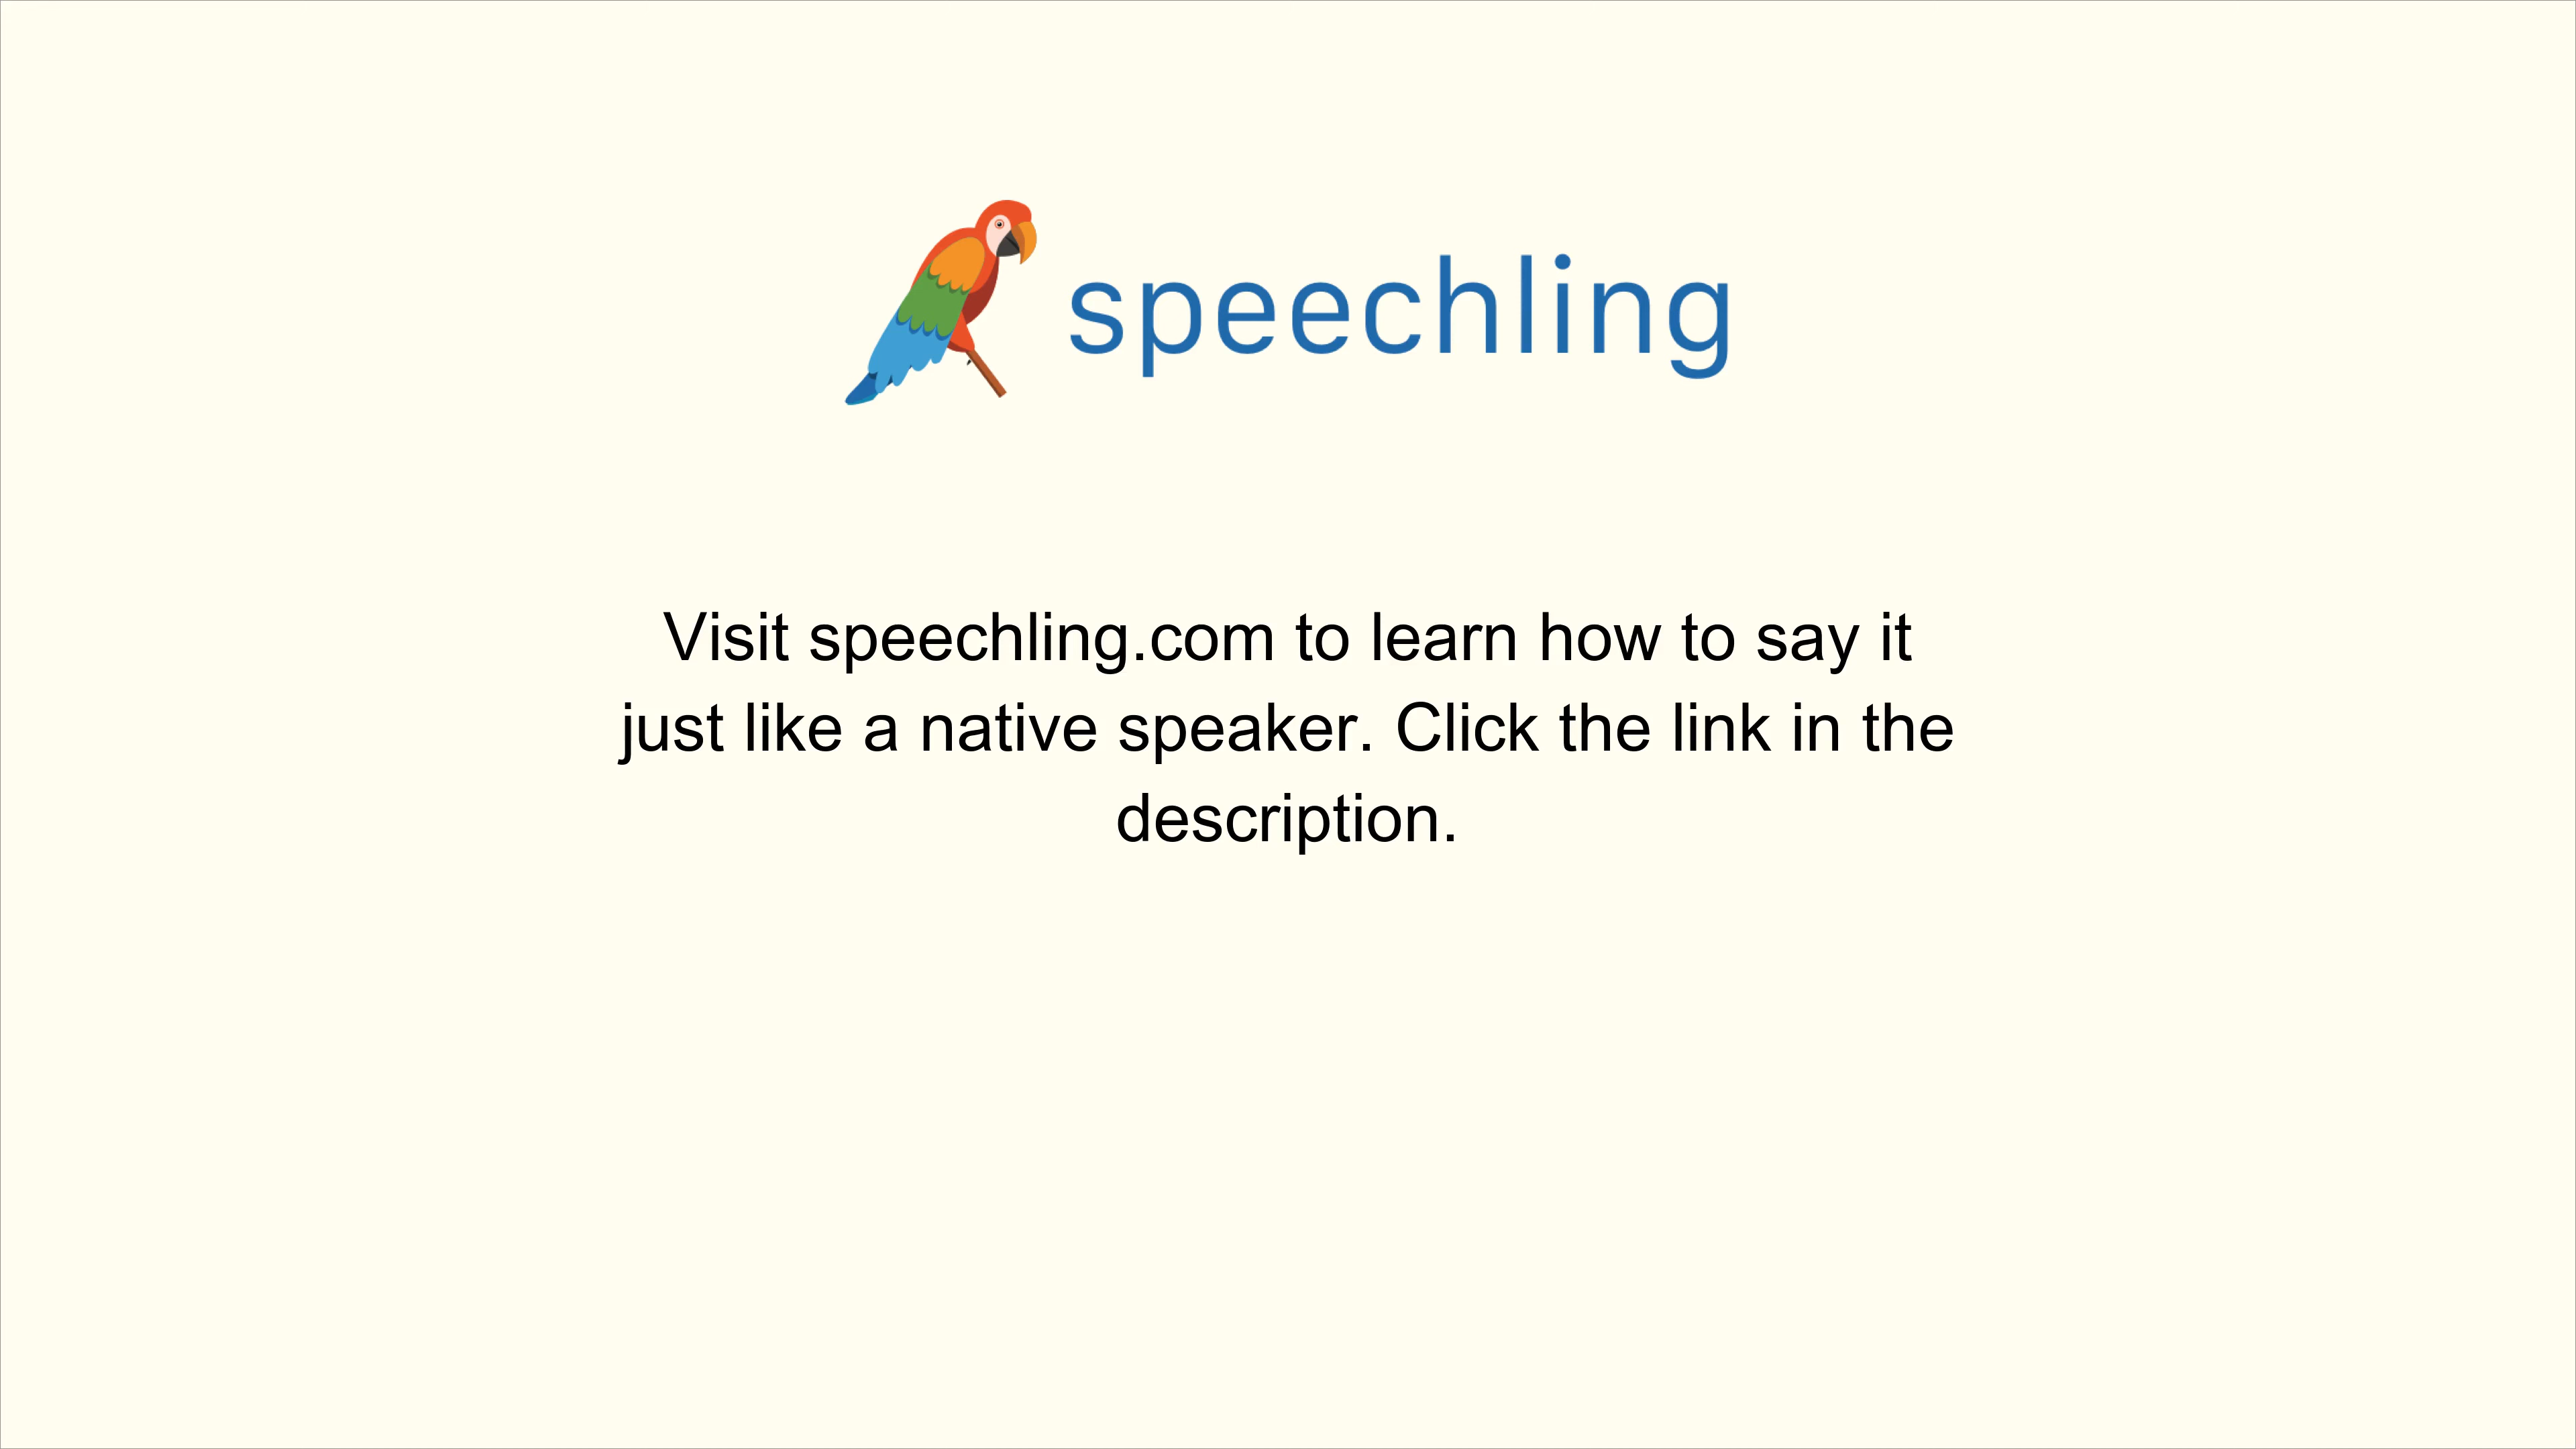 speechling
Visit speechling.com to learn how to say it
just like a native speaker. Click the link in the
description.